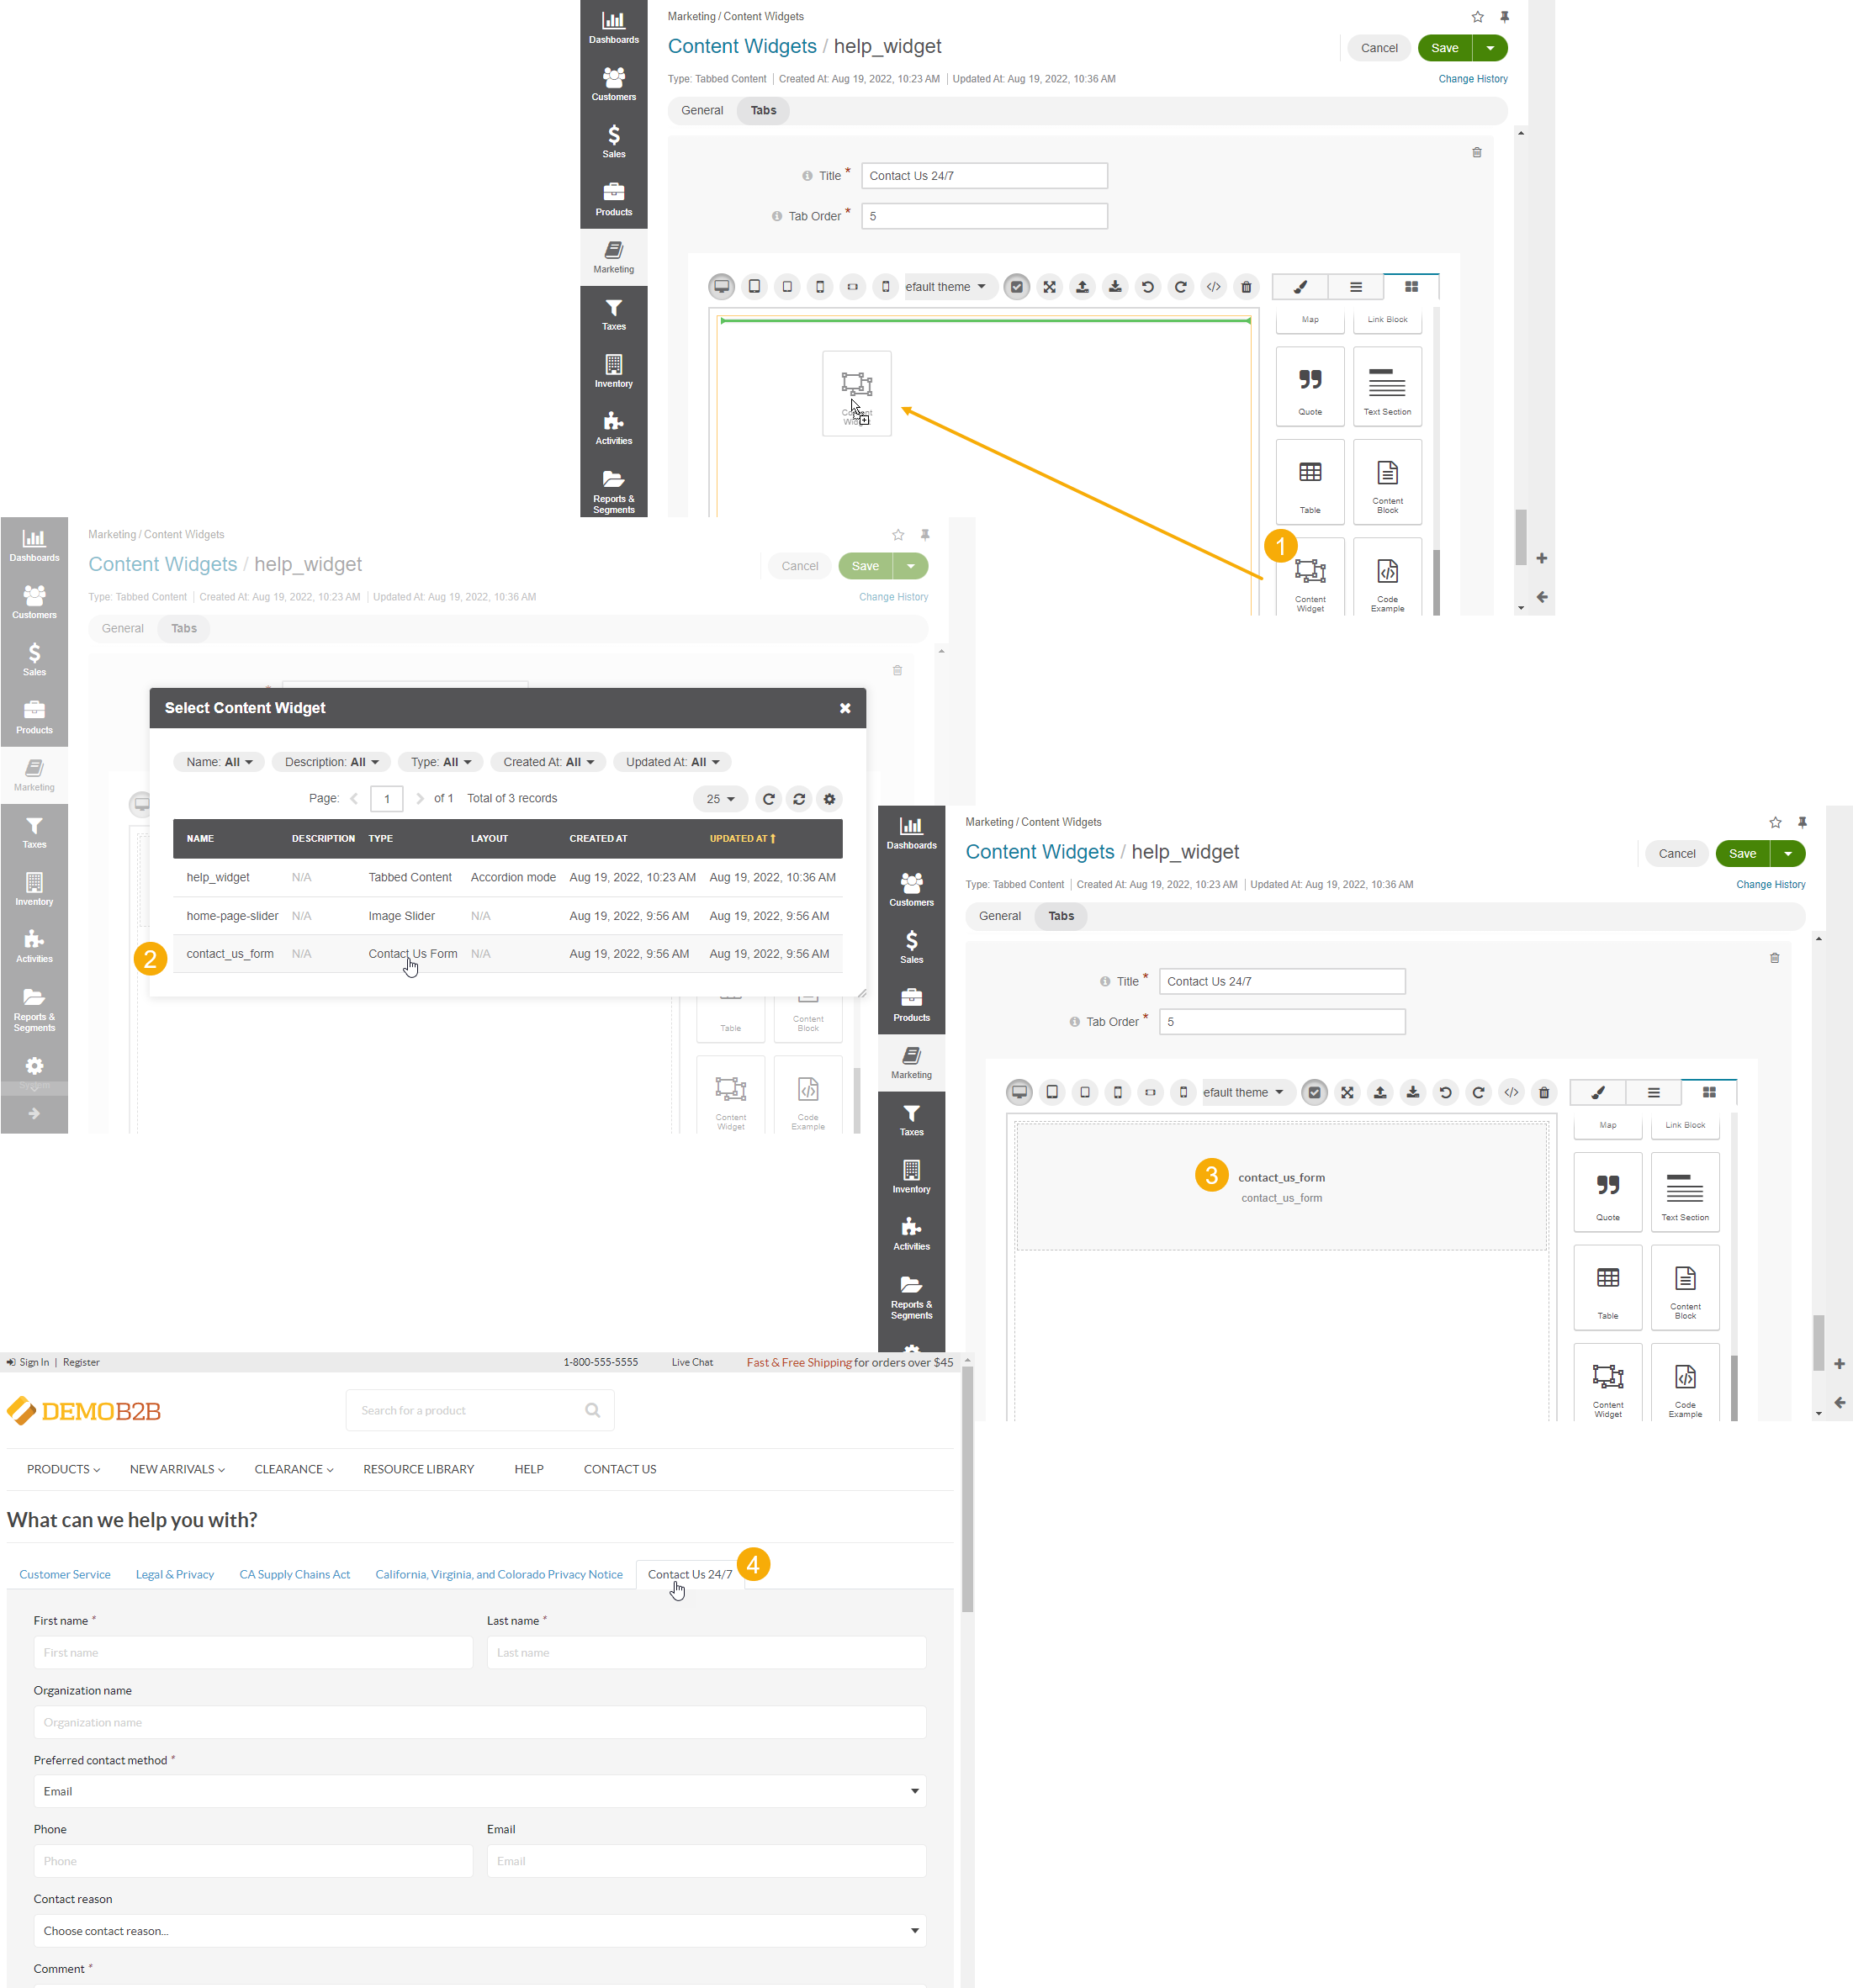 Marketing / Content Widgets
Content Widgets / help_widget
Cancel
Save
Type: Tabbed Content | Created At: Aug 19, 2022, 10:23 AM | Updated At: Aug 19, 2022, 10:36 AM
Change History
General
Tabs
Dashboards
Customers
Sales
Products
Marketing
Taxes
Inventory
Activities
Reports &
Segments
Title *
Contact Us 24/7
Tab Order *
5
efault theme
Map
Link Block
Quote
Text Section
Table
Content
Block
Content
Widget
1
Content
Widget
Code
Example
Marketing / Content Widgets
Content Widgets / help_widget
Cancel
Save
Type: Tabbed Content | Created At: Aug 19, 2022, 10:23 AM | Updated At: Aug 19, 2022, 10:36 AM
Change History
General
Tabs
Dashboards
Customers
Sales
Products
Marketing
Taxes
Inventory
Activities
Reports &
Segments
System
Select Content Widget
Name: All
Description: All
Type: All
Created At: All
Updated At: All
Page: 1 of 1 Total of 3 records
25
NAME DESCRIPTION TYPE LAYOUT CREATED AT UPDATED AT
help_widget N/A Tabbed Content Accordion mode Aug 19, 2022, 10:23 AM Aug 19, 2022, 10:36 AM
home-page-slider N/A Image Slider N/A Aug 19, 2022, 9:56 AM Aug 19, 2022, 9:56 AM
2
contact_us_form N/A Contact Us Form N/A Aug 19, 2022, 9:56 AM Aug 19, 2022, 9:56 AM
Table
Content
Block
Content
Widget
Code
Example
Marketing / Content Widgets
Content Widgets / help_widget
Cancel
Save
Type: Tabbed Content | Created At: Aug 19, 2022, 10:23 AM | Updated At: Aug 19, 2022, 10:36 AM
Change History
General
Tabs
Dashboards
Customers
Sales
Products
Marketing
Taxes
Inventory
Activities
Reports &
Segments
Title *
Contact Us 24/7
Tab Order *
5
efault theme
3
contact_us_form
contact_us_form
Map
Link Block
Quote
Text Section
Table
Content
Block
Content
Widget
Code
Example
Sign In | Register
1-800-555-5555
Live Chat
Fast & Free Shipping for orders over $45
DEMOB2B
Search for a product
PRODUCTS
NEW ARRIVALS
CLEARANCE
RESOURCE LIBRARY
HELP
CONTACT US
What can we help you with?
Customer Service
Legal & Privacy
CA Supply Chains Act
California, Virginia, and Colorado Privacy Notice
Contact Us 24/7
4
First name *
Last name *
First name
Last name
Organization name
Organization name
Preferred contact method *
Email
Phone
Email
Phone
Email
Contact reason
Choose contact reason...
Comment *